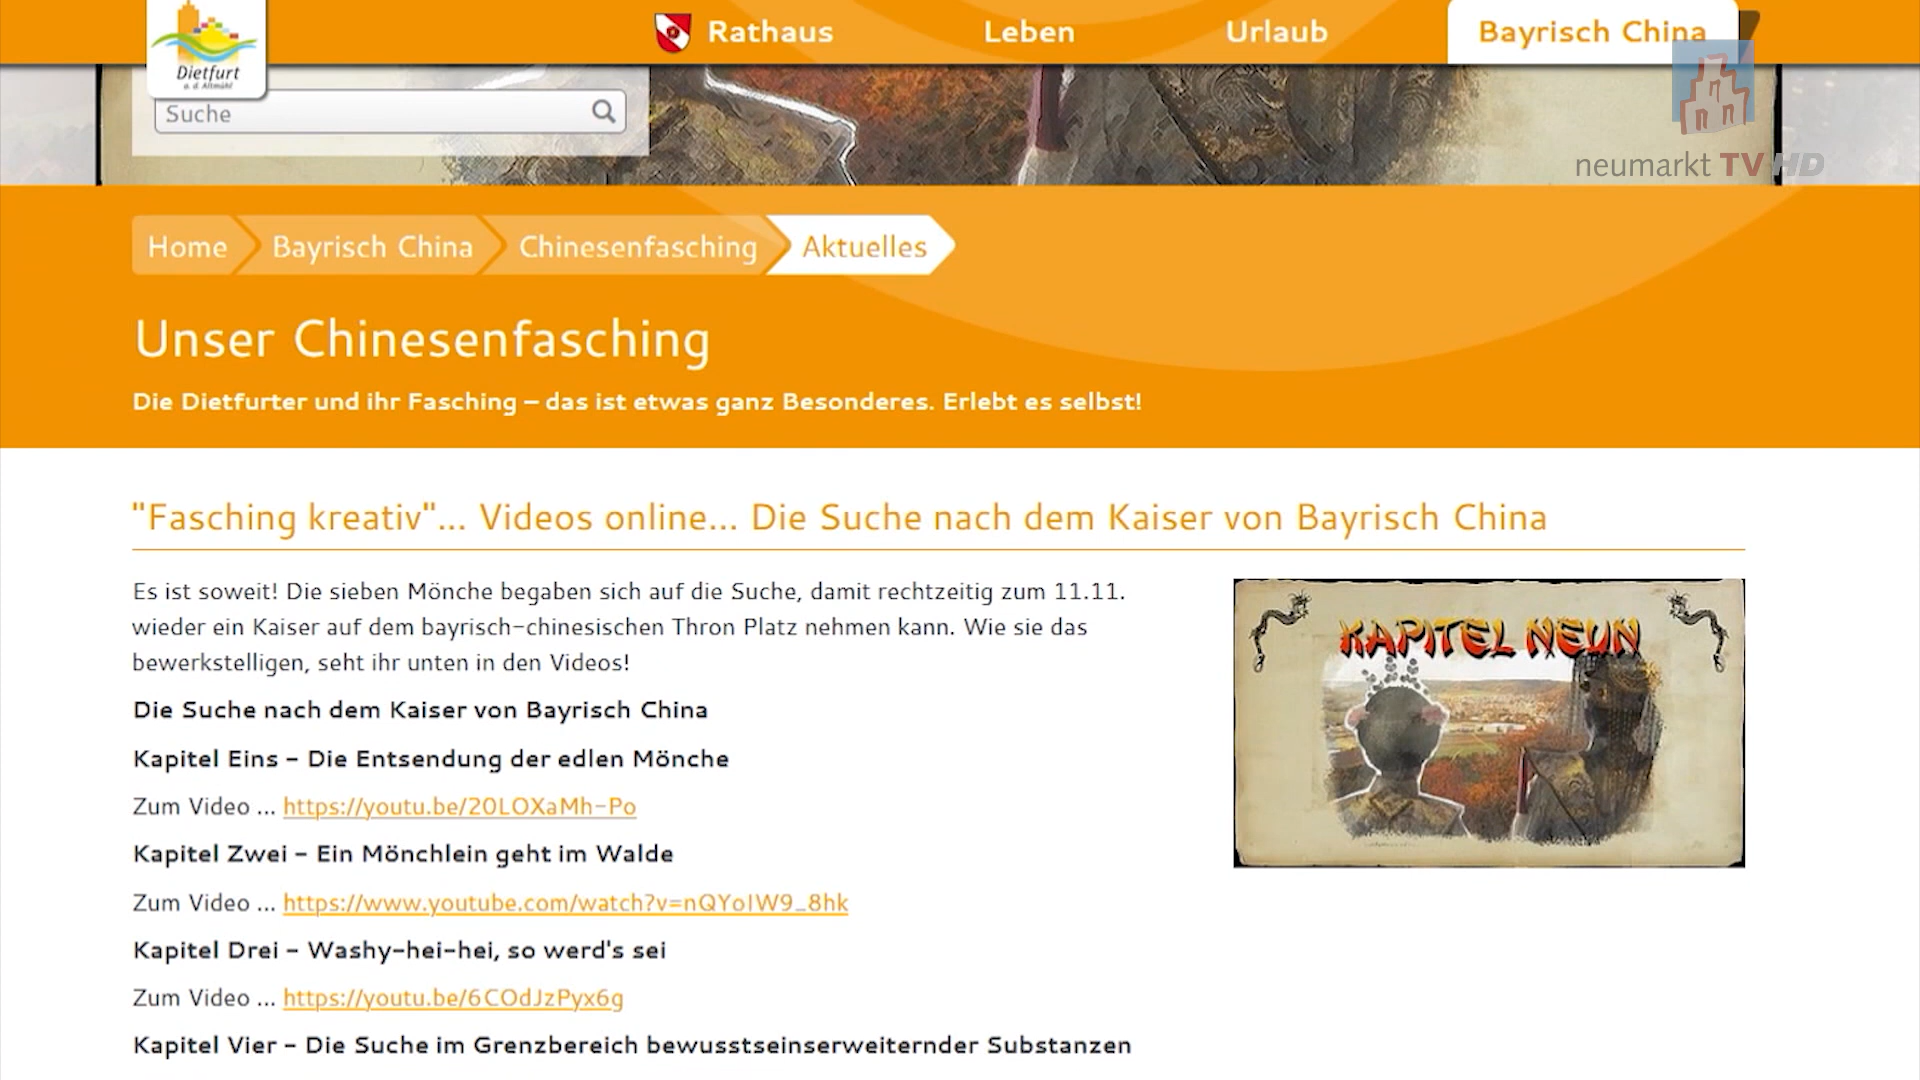 Dietfurt
a. d. Altmühl
Rathaus
Leben
Urlaub
Bayrisch China
Suche
neumarkt TV HD
Home
Bayrisch China
Chinesenfasching
Aktuelles
Unser Chinesenfasching
Die Dietfurter und ihr Fasching – das ist etwas ganz Besonderes. Erlebt es selbst!
"Fasching kreativ"... Videos online... Die Suche nach dem Kaiser von Bayrisch China
Es ist soweit! Die sieben Mönche begaben sich auf die Suche, damit rechtzeitig zum 11.11.
wieder ein Kaiser auf dem bayrisch-chinesischen Thron Platz nehmen kann. Wie sie das
bewerkstelligen, seht ihr unten in den Videos!
KAPITEL NEUN
Die Suche nach dem Kaiser von Bayrisch China
Kapitel Eins - Die Entsendung der edlen Mönche
Zum Video ... https://youtu.be/20LOXaMh-Po
Kapitel Zwei - Ein Mönchlein geht im Walde
Zum Video ... https://www.youtube.com/watch?v=nQYoIW9_8hk
Kapitel Drei - Washy-hei-hei, so werd's sei
Zum Video ... https://youtu.be/6COdJzPyx6g
Kapitel Vier - Die Suche im Grenzbereich bewusstseinserweiternder Substanzen